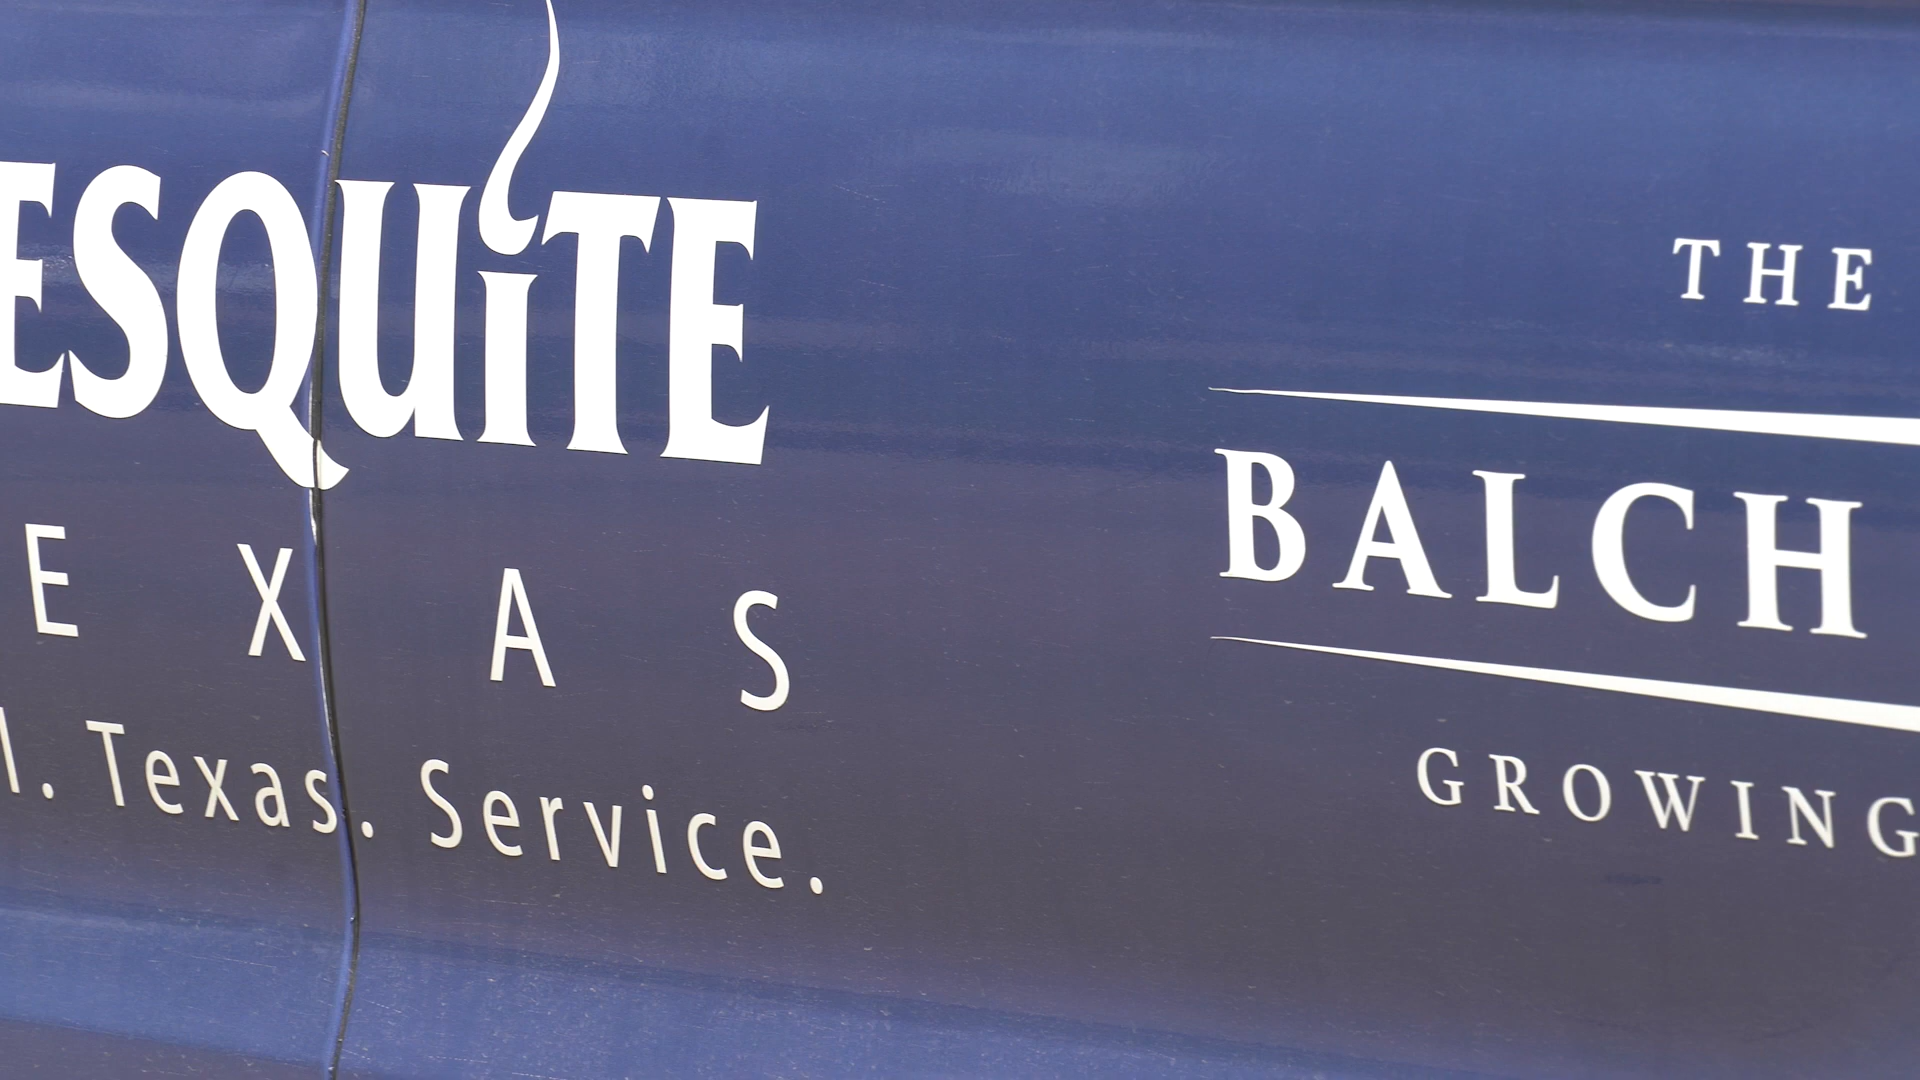 ESQUiTE
E X A S
l. Texas. Service.
THE
BALCH
GROWING